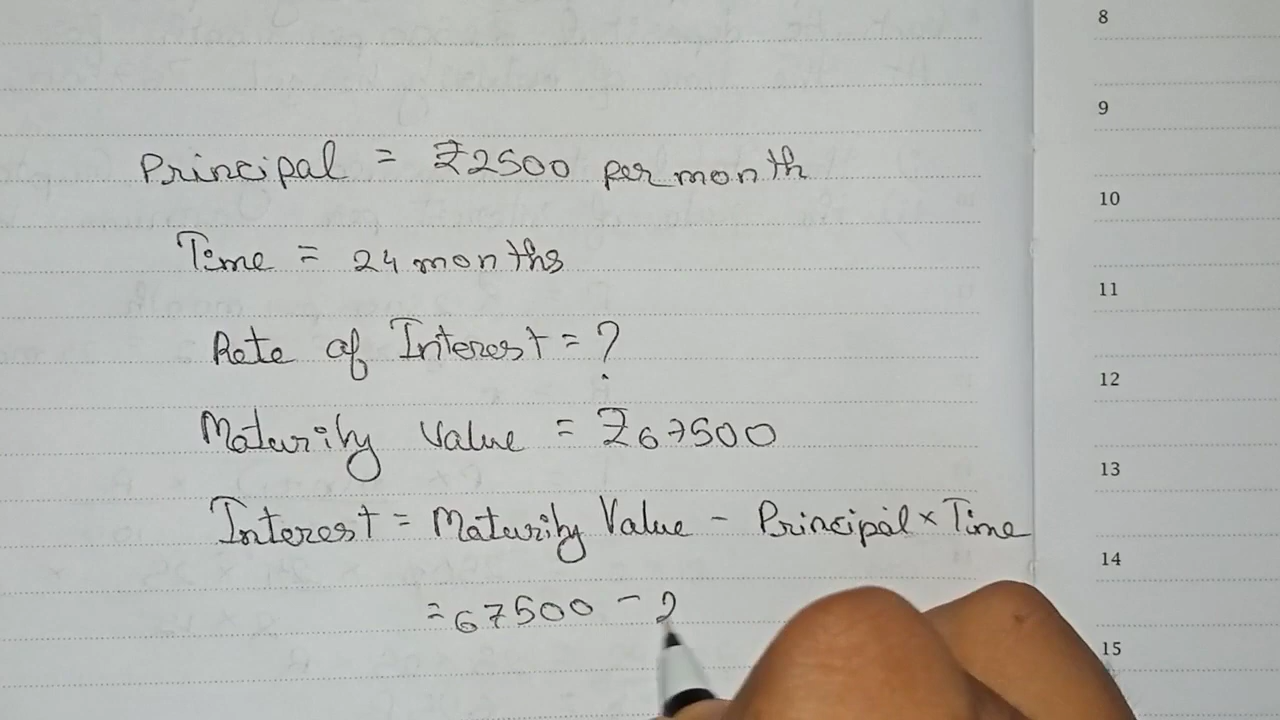 Principal = ₹2500 per month
Time = 24 months
Rate of Interest = ?
Maturity Value = ₹67500
Interest = Maturity Value - Principal × Time
= 67500 - 2
8
9
10
11
12
13
14
15